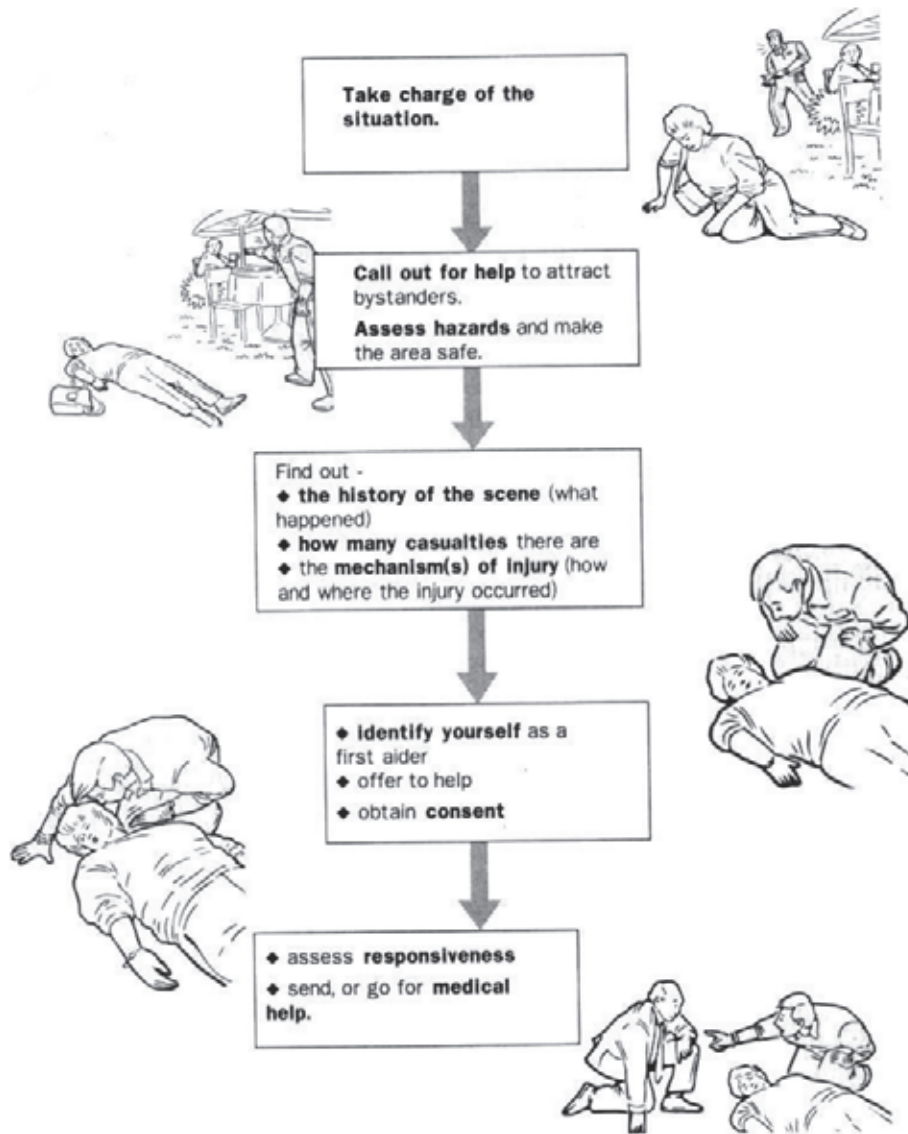 Take charge of the
situation.
Call out for help to attract
bystanders.
Assess hazards and make
the area safe.
Find out -
◆ the history of the scene (what
happened)
◆ how many casualties there are
◆ the mechanism(s) of injury (how
and where the injury occurred)
◆ identify yourself as a
first aider
◆ offer to help
◆ obtain consent
◆ assess responsiveness
◆ send, or go for medical
help.